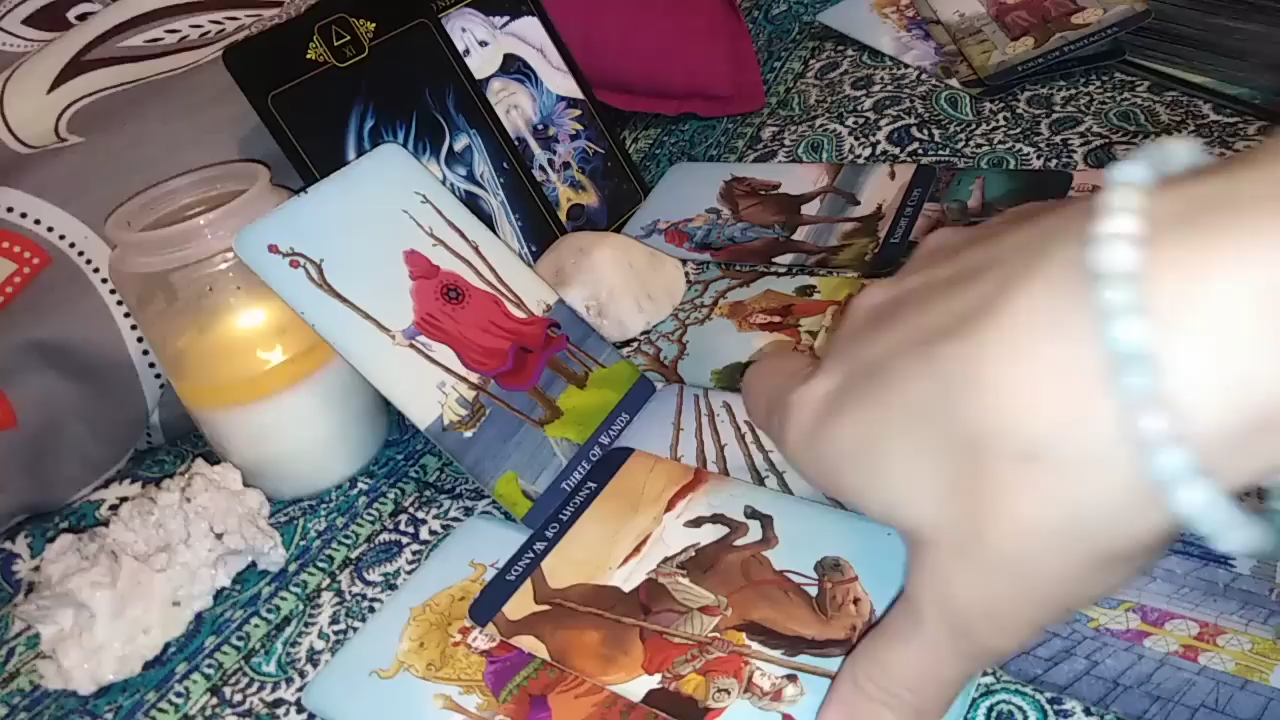 XI
FOUR OF PENTACLES
KNIGHT OF CUPS
THREE OF WANDS
KNIGHT OF WANDS